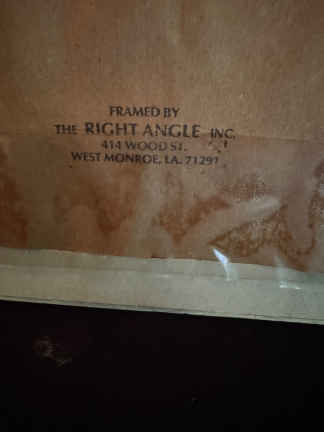 FRAMED BY
THE RIGHT ANGLE INC.
414 WOOD ST.
WEST MONROE, LA. 71291